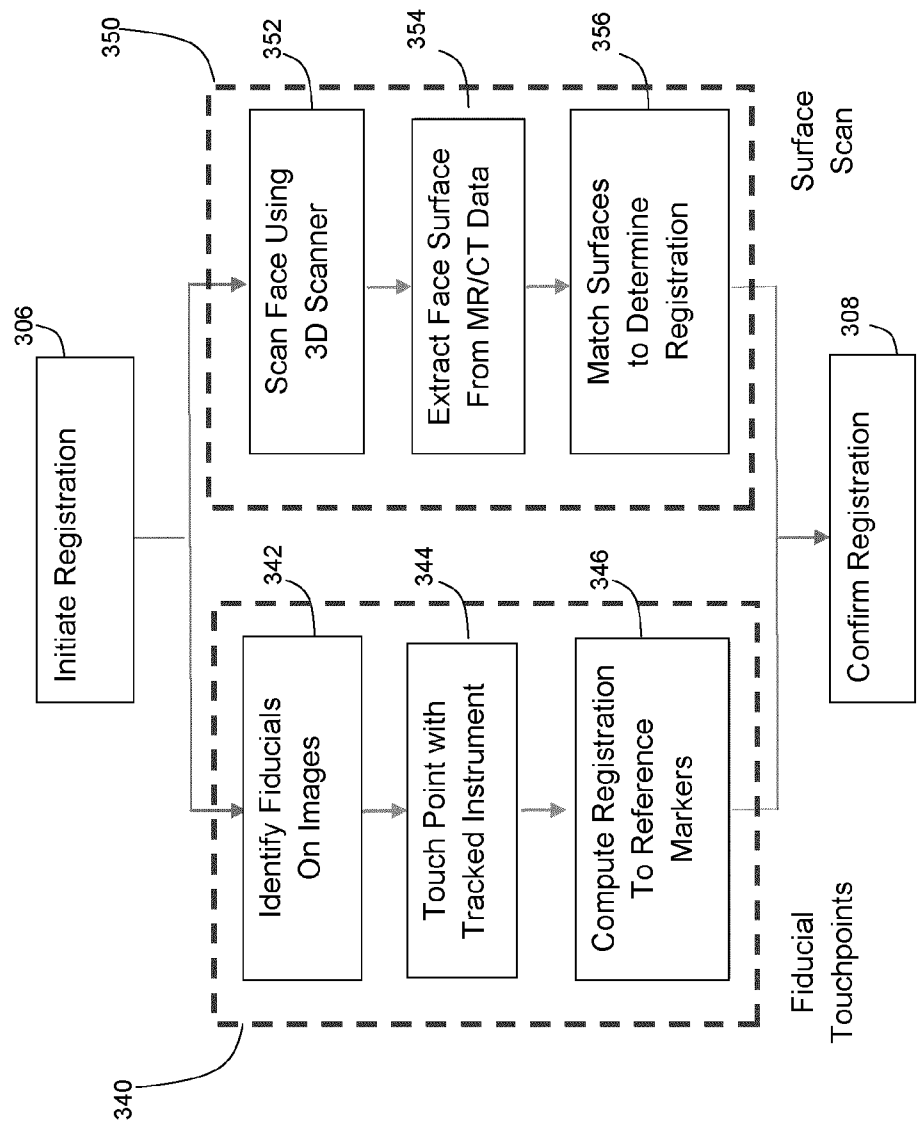 306
Initiate Registration
340
342
Identify Fiducials
On Images
344
Touch Point with
Tracked Instrument
346
Compute Registration
To Reference
Markers
Fiducial
Touchpoints
350
352
Scan Face Using
3D Scanner
354
Extract Face Surface
From MR/CT Data
356
Match Surfaces
to Determine
Registration
Surface
Scan
308
Confirm Registration